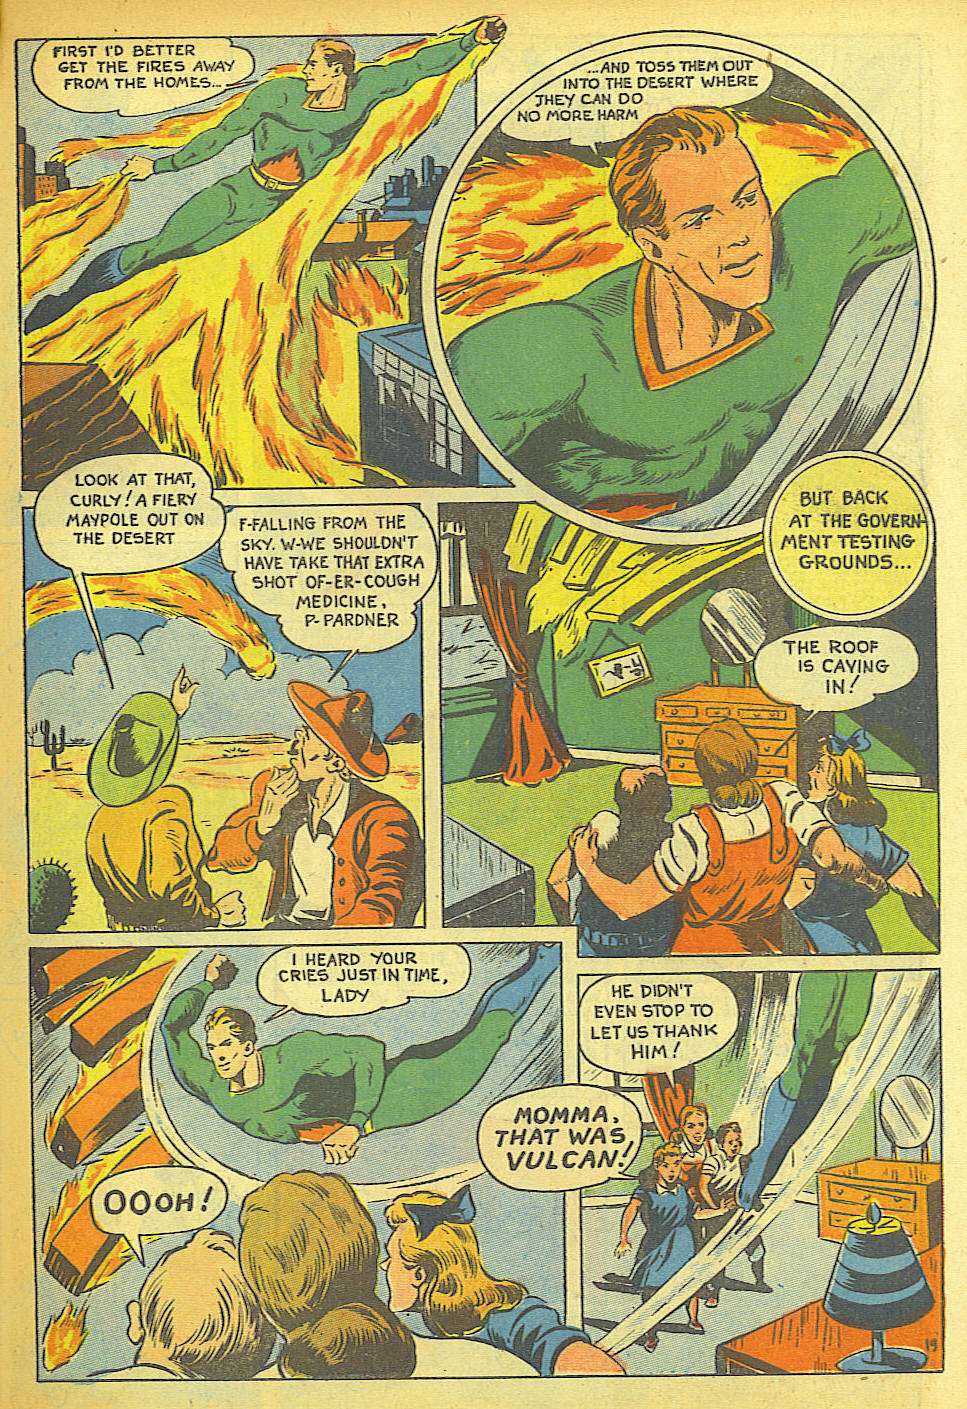 FIRST I'D BETTER
GET THE FIRES AWAY
FROM THE HOMES...
...AND TOSS THEM OUT
INTO THE DESERT WHERE
THEY CAN DO
NO MORE HARM
LOOK AT THAT,
CURLY! A FIERY
MAYPOLE OUT ON
THE DESERT
F-FALLING FROM THE
SKY. W-WE SHOULDN'T
HAVE TAKE THAT EXTRA
SHOT OF-ER-COUGH
MEDICINE,
P-PARDNER
BUT BACK
AT THE GOVERN-
MENT TESTING
GROUNDS...
THE ROOF
IS CAVING
IN!
I HEARD YOUR
CRIES JUST IN TIME,
LADY
OOOH!
HE DIDN'T
EVEN STOP TO
LET US THANK
HIM!
MOMMA,
THAT WAS
VULCAN!
19